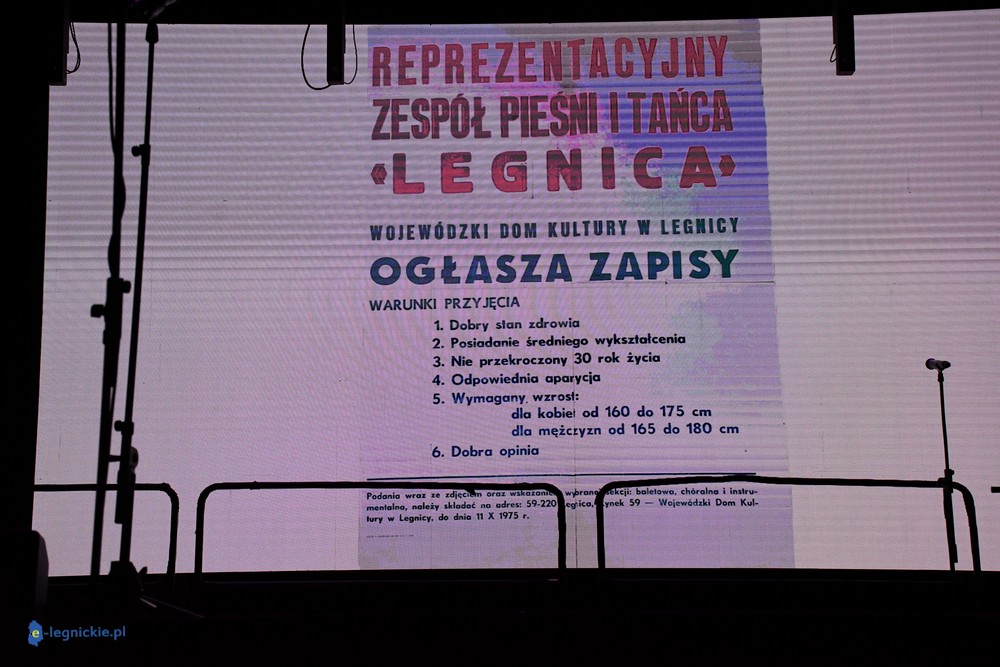 REPREZENTACYJNY
ZESPÓŁ PIEŚNI I TAŃCA
«LEGNICA»
WOJEWÓDZKI DOM KULTURY W LEGNICY
OGŁASZA ZAPISY
WARUNKI PRZYJĘCIA
1. Dobry stan zdrowia
2. Posiadanie średniego wykształcenia
3. Nie przekroczony 30 rok życia
4. Odpowiednia aparycja
5. Wymagany wzrost:
dla kobiet od 160 do 175 cm
dla mężczyzn od 165 do 180 cm
6. Dobra opinia
Podania wraz ze zdjęciem oraz wskazaniem wybranej sekcji: baletowa, chóralna i instru-
mentalna, należy składać na adres: 59-220 Legnica, Rynek 59 — Wojewódzki Dom Kul-
tury w Legnicy, do dnia 11 X 1975 r.
e-legnickie.pl